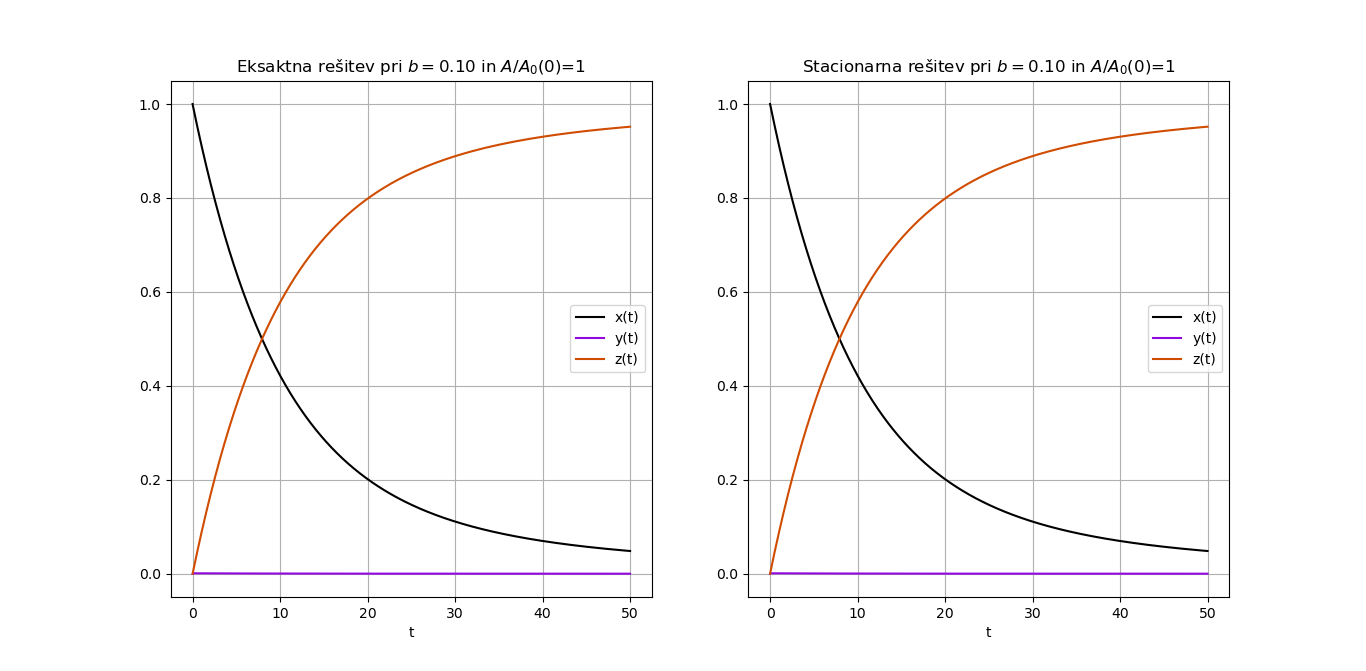 Eksaktna rešitev pri b = 0.10 in A/A₀(0)=1
1.0
0.8
0.6
0.4
0.2
0.0
x(t)
y(t)
z(t)
0 10 20 30 40 50
t
Stacionarna rešitev pri b = 0.10 in A/A₀(0)=1
1.0
0.8
0.6
0.4
0.2
0.0
x(t)
y(t)
z(t)
0 10 20 30 40 50
t